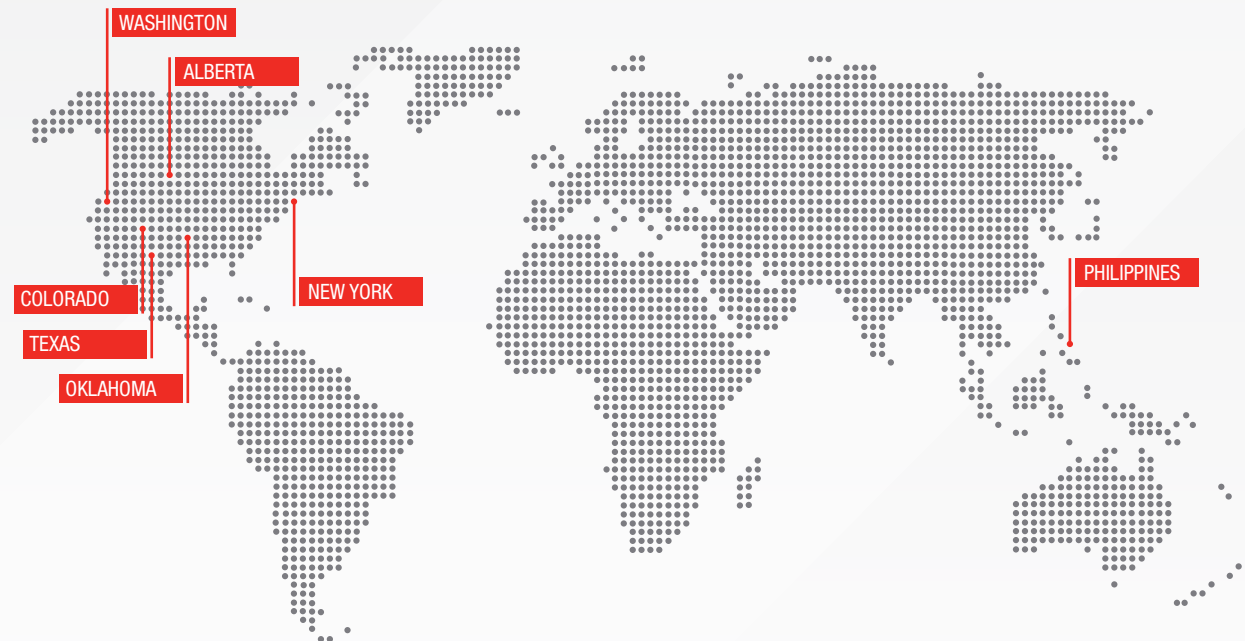 WASHINGTON
ALBERTA
COLORADO
NEW YORK
PHILIPPINES
TEXAS
OKLAHOMA